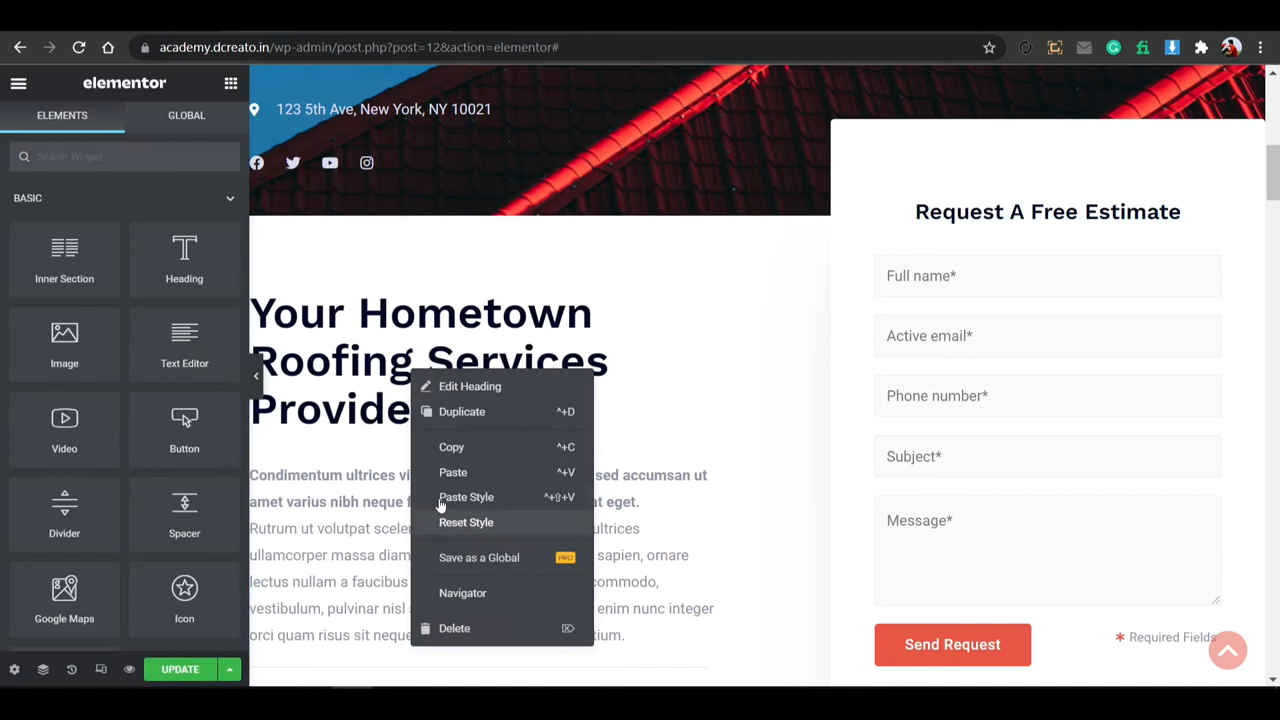 academy.dcreato.in/wp-admin/post.php?post=12&action=elementor#
elementor
ELEMENTS
GLOBAL
Search Widget...
BASIC
Inner Section
Heading
Image
Text Editor
Video
Button
Divider
Spacer
Google Maps
Icon
UPDATE
123 5th Ave, New York, NY 10021
Your Hometown
Roofing Services
Provide
Edit Heading
Duplicate ^+D
Copy ^+C
Paste ^+V
Paste Style ^+⇧+V
Reset Style
Save as a Global PRO
Navigator
Delete
Condimentum ultrices vi sed accumsan ut
amet varius nibh neque f at eget.
Rutrum ut volutpat sceler ultrices
ullamcorper massa diam sapien, ornare
lectus nullam a faucibus commodo,
vestibulum, pulvinar nisl enim nunc integer
orci quam risus sit neque etium.
Request A Free Estimate
Full name*
Active email*
Phone number*
Subject*
Message*
Send Request
* Required Fields